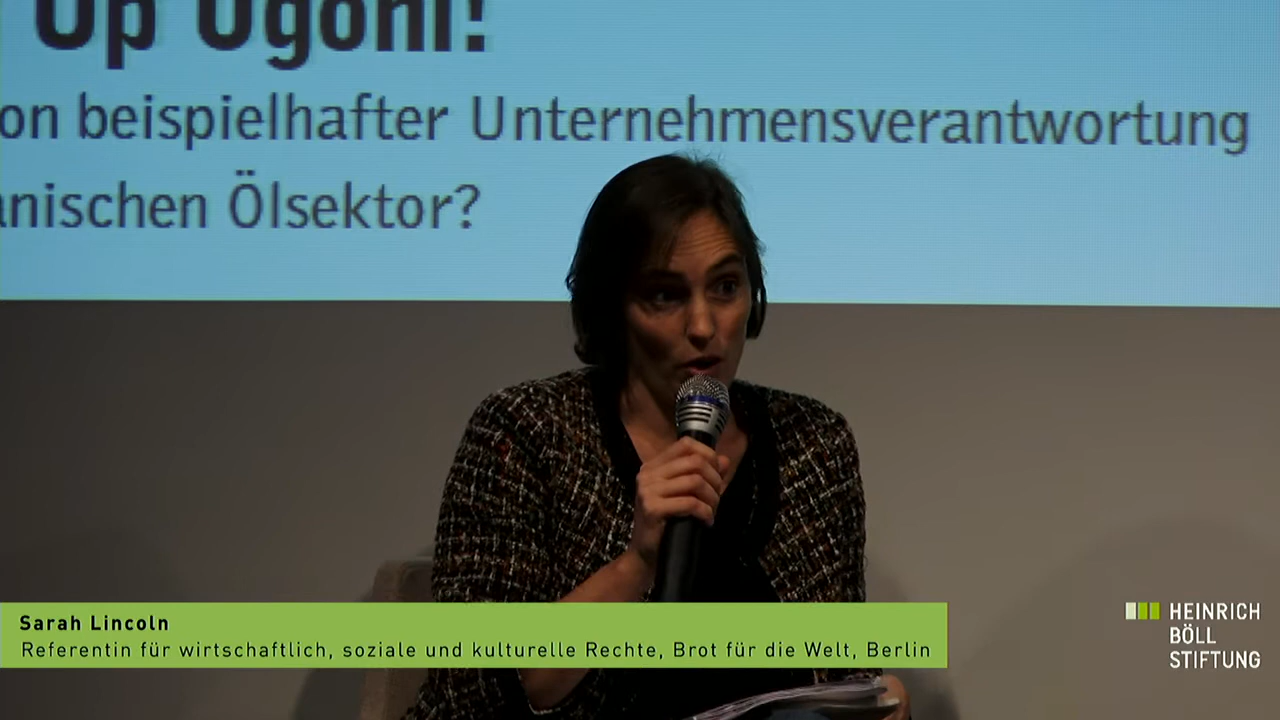 Up Ogoni!
on beispielhafter Unternehmensverantwortung
anischen Ölsektor?
Sarah Lincoln
Referentin für wirtschaftlich, soziale und kulturelle Rechte, Brot für die Welt, Berlin
HEINRICH
BÖLL
STIFTUNG